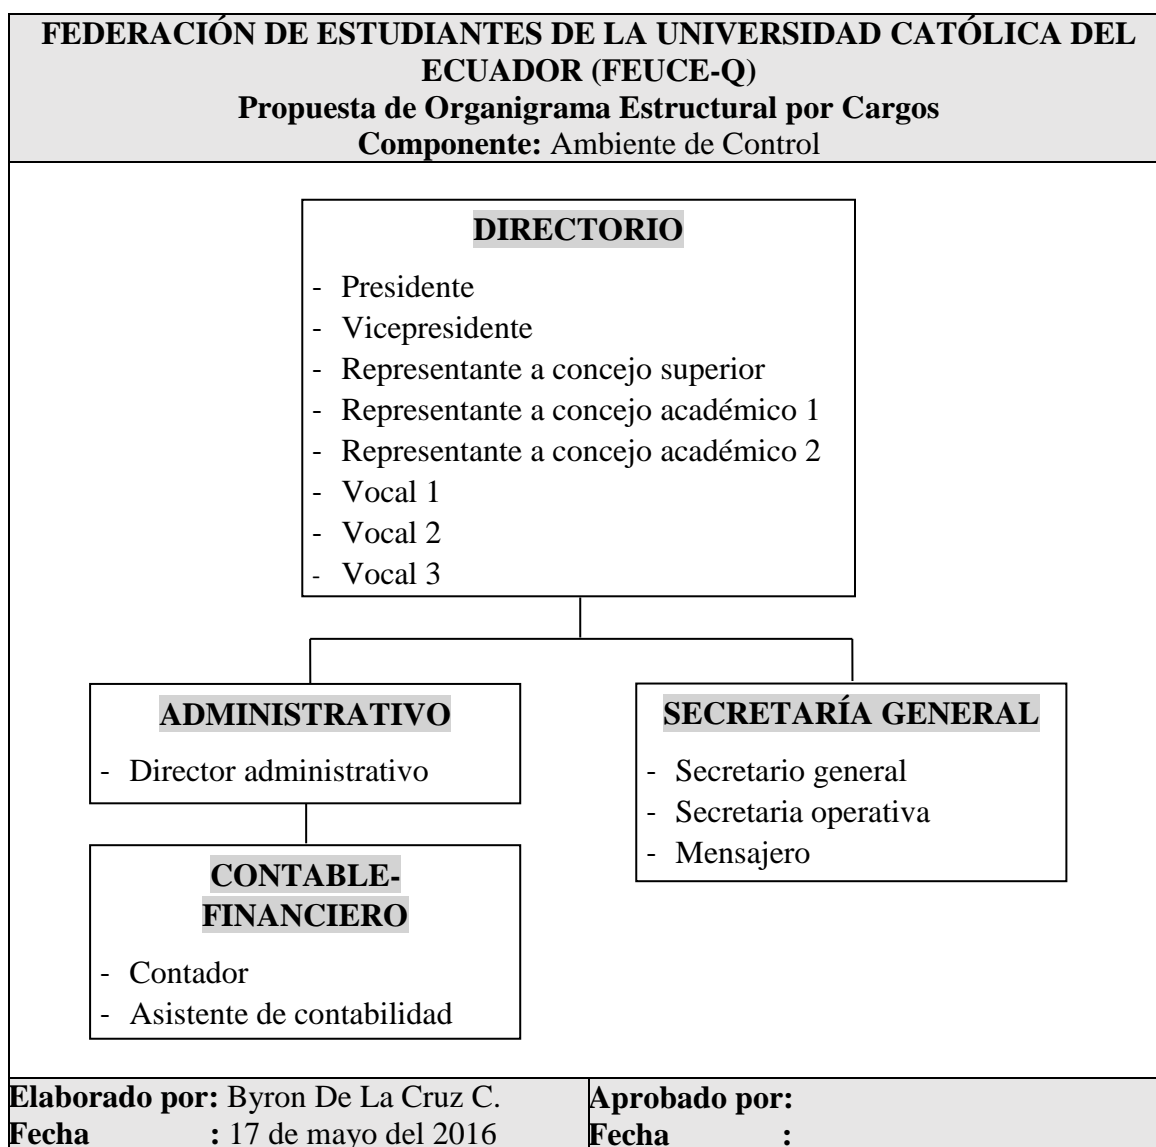 FEDERACIÓN DE ESTUDIANTES DE LA UNIVERSIDAD CATÓLICA DEL
ECUADOR (FEUCE-Q)
Propuesta de Organigrama Estructural por Cargos
Componente: Ambiente de Control
DIRECTORIO
- Presidente
- Vicepresidente
- Representante a concejo superior
- Representante a concejo académico 1
- Representante a concejo académico 2
- Vocal 1
- Vocal 2
- Vocal 3
ADMINISTRATIVO
- Director administrativo
CONTABLE-
FINANCIERO
- Contador
- Asistente de contabilidad
SECRETARÍA GENERAL
- Secretario general
- Secretaria operativa
- Mensajero
Elaborado por: Byron De La Cruz C.
Fecha : 17 de mayo del 2016
Aprobado por:
Fecha :